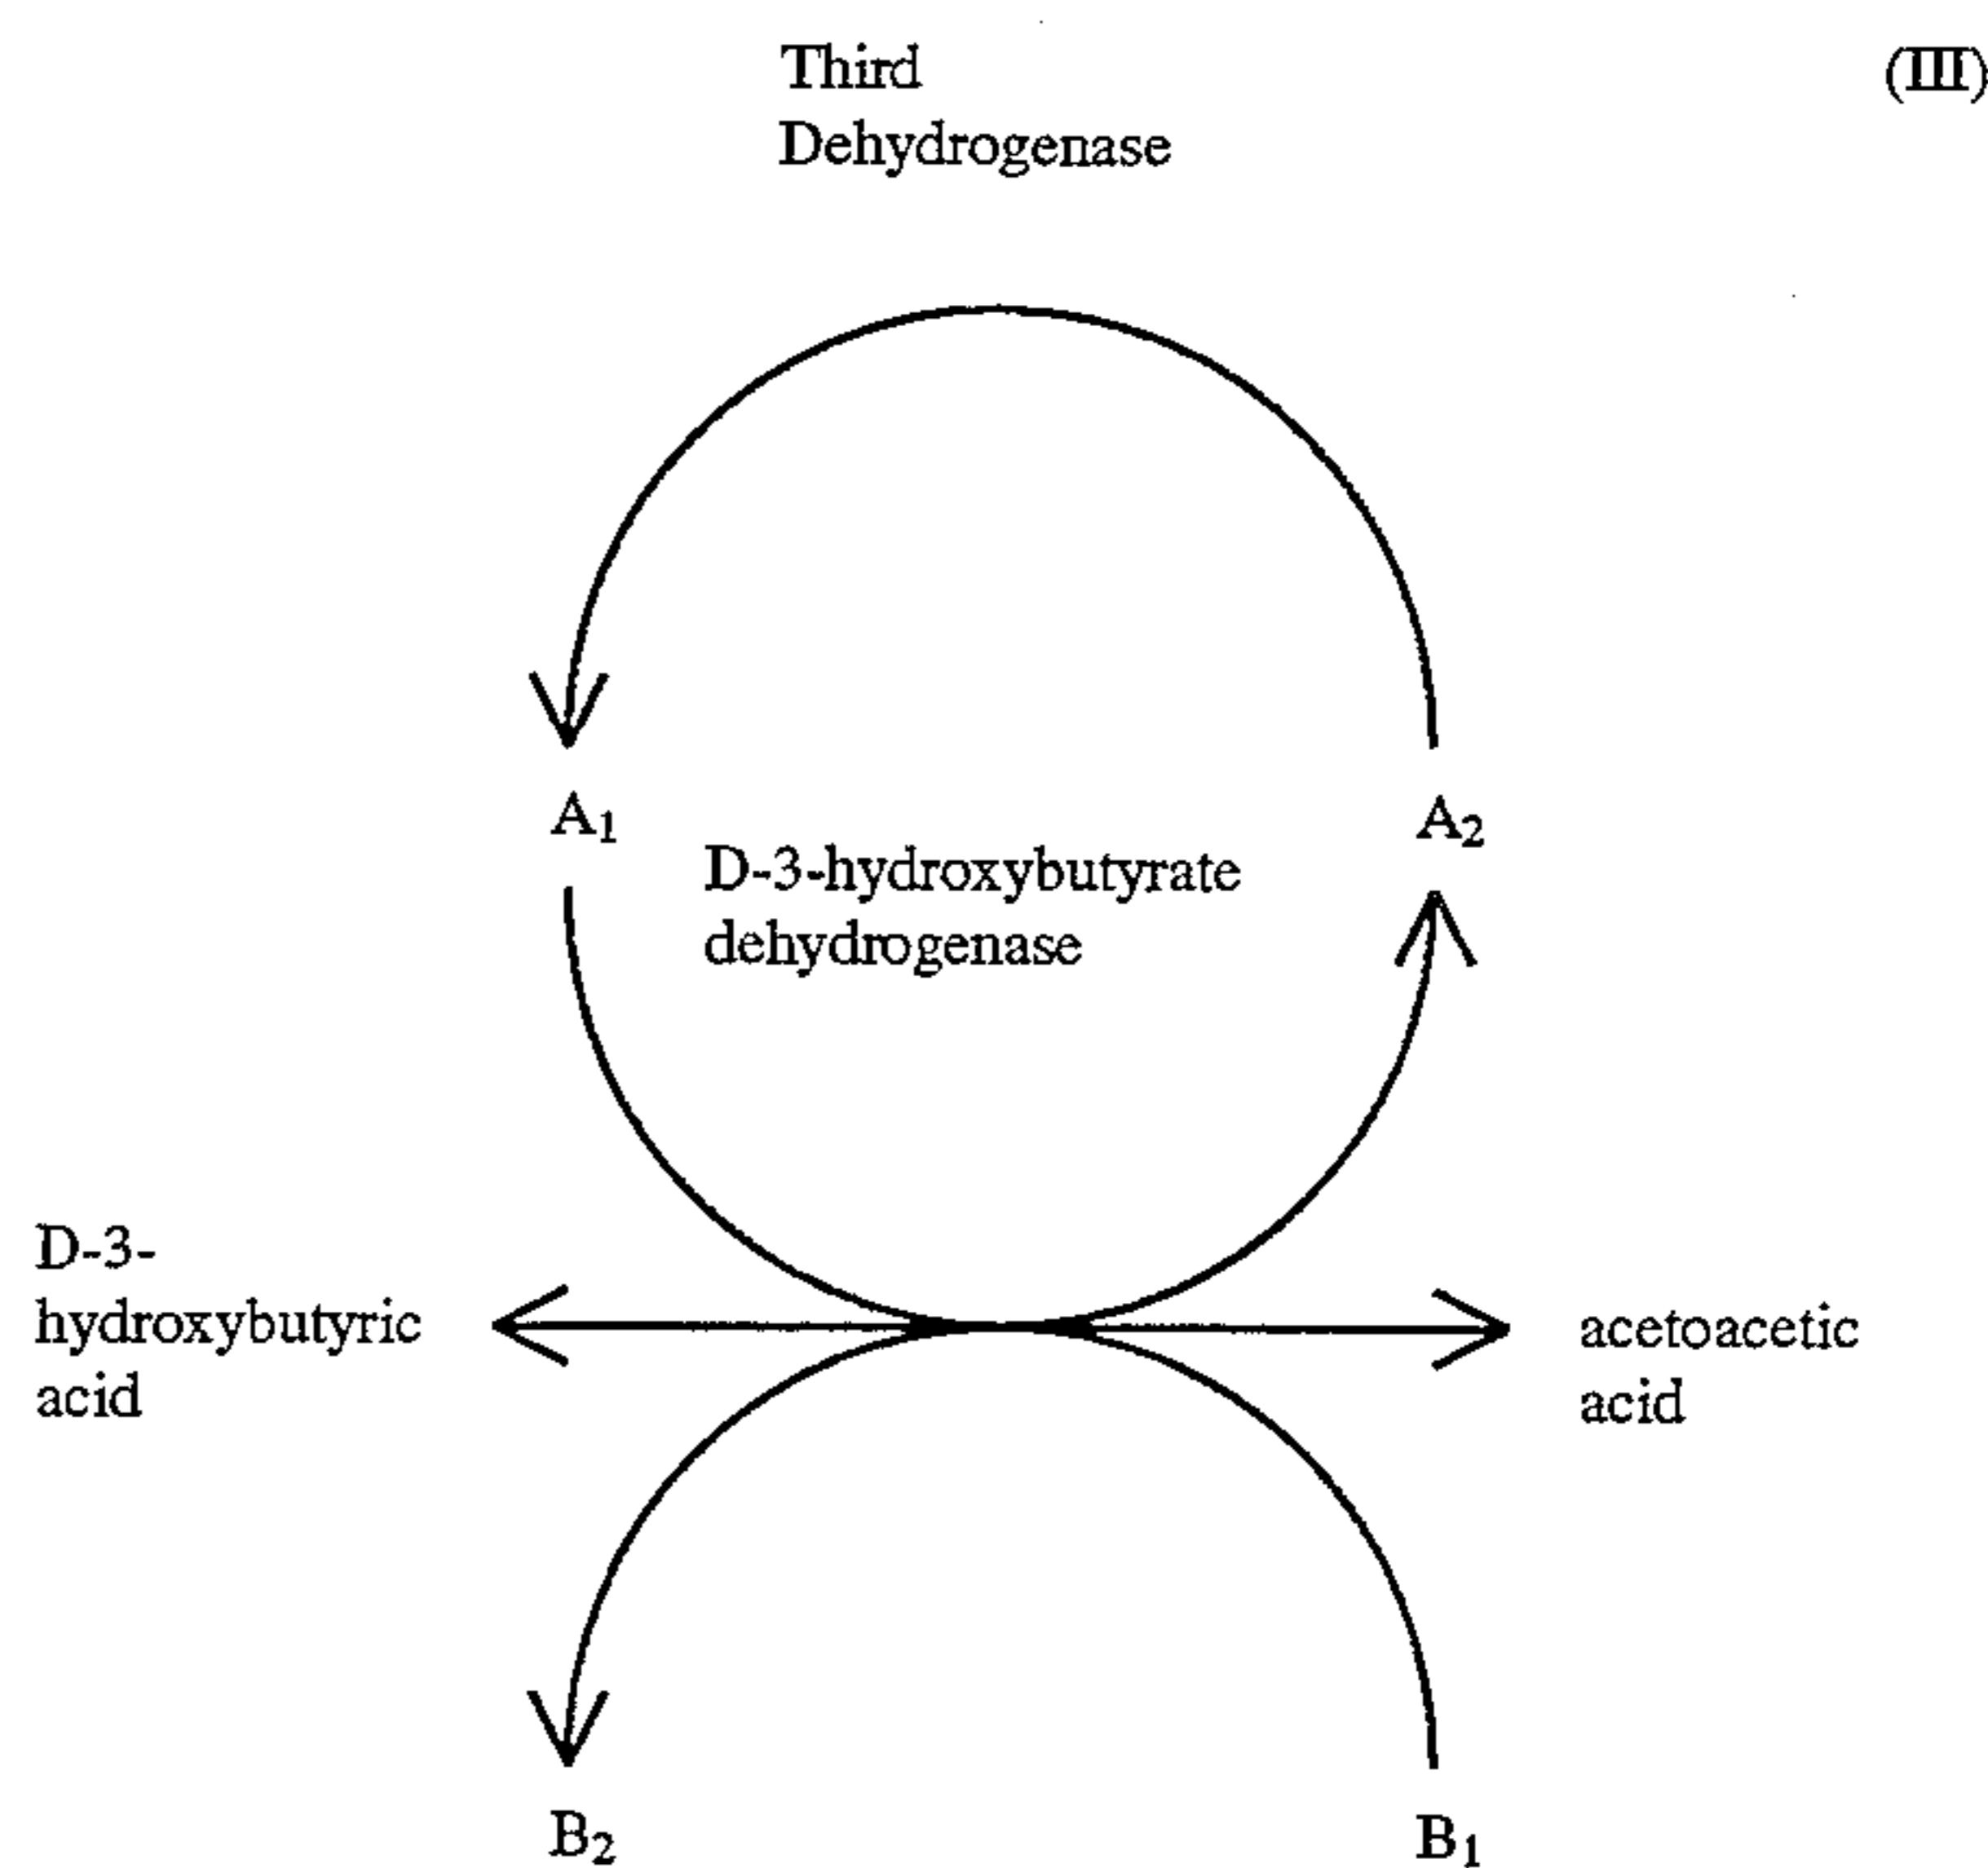 Third
Dehydrogenase
(III)
A₁
A₂
D-3-hydroxybutyrate
dehydrogenase
D-3-
hydroxybutyric
acid
acetoacetic
acid
B₂
B₁